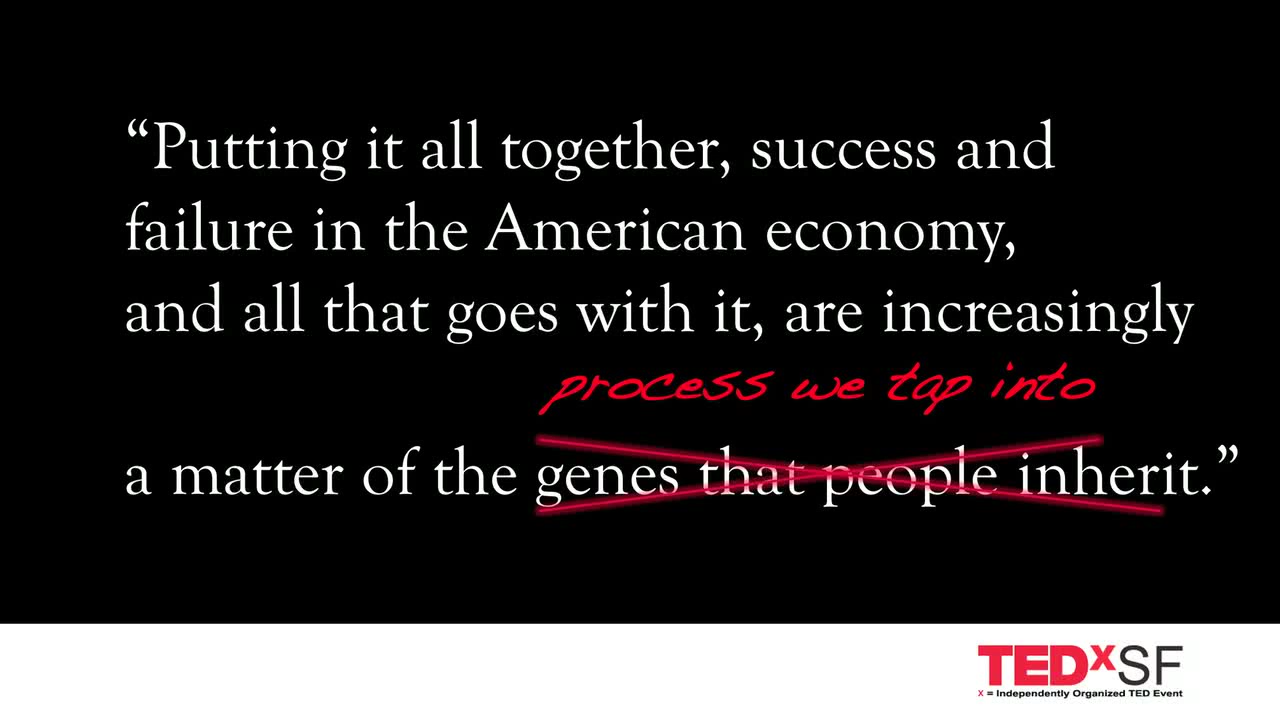 “Putting it all together, success and
failure in the American economy,
and all that goes with it, are increasingly
process we tap into
a matter of the genes that people inherit.”
TEDxSF
x = Independently Organized TED Event